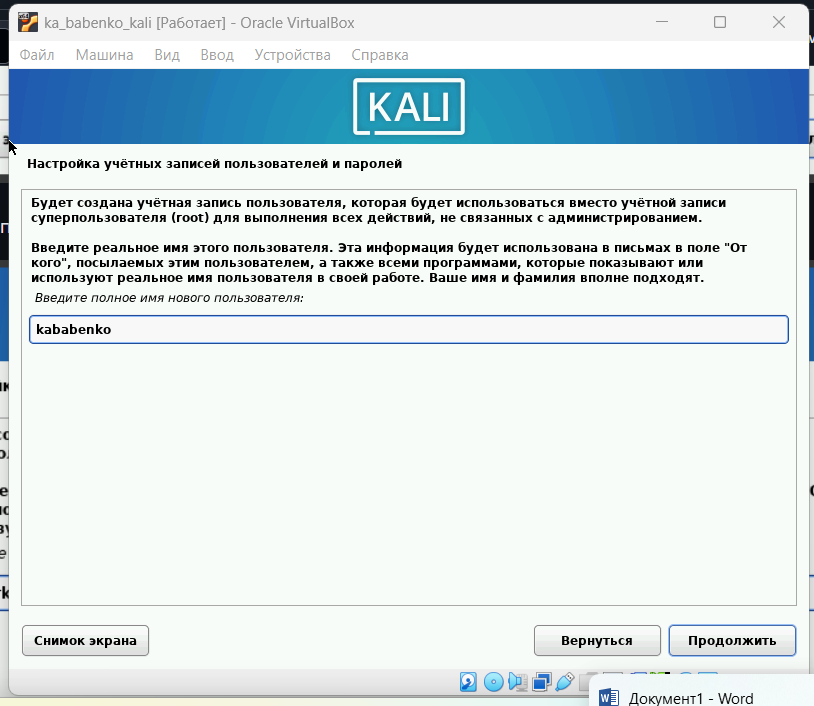 ka_babenko_kali [Работает] - Oracle VirtualBox
Файл Машина Вид Ввод Устройства Справка
KALI
Настройка учётных записей пользователей и паролей
Будет создана учётная запись пользователя, которая будет использоваться вместо учётной записи
суперпользователя (root) для выполнения всех действий, не связанных с администрированием.
Введите реальное имя этого пользователя. Эта информация будет использована в письмах в поле "От
кого", посылаемых этим пользователем, а также всеми программами, которые показывают или
используют реальное имя пользователя в своей работе. Ваше имя и фамилия вполне подходят.
Введите полное имя нового пользователя:
kababenko
Снимок экрана Вернуться Продолжить
Документ1 - Word